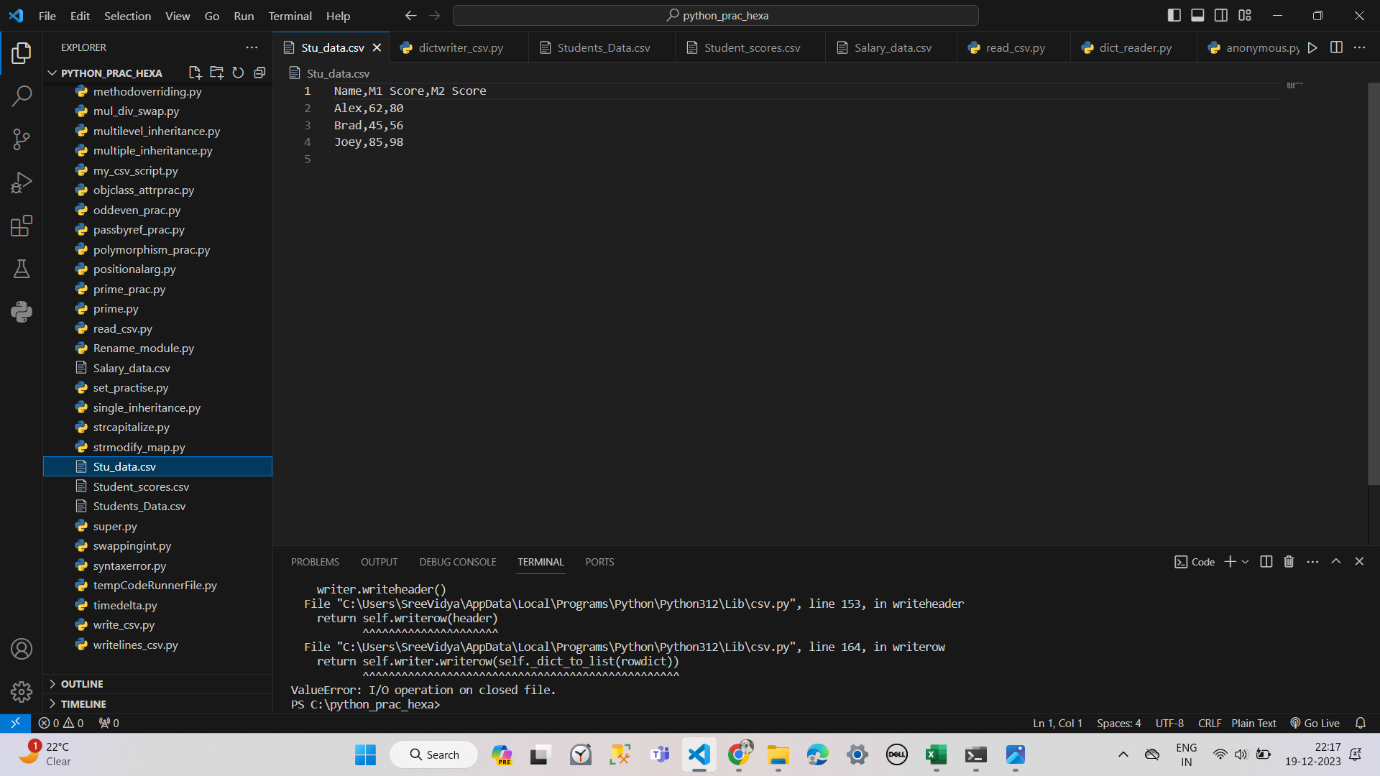 File Edit Selection View Go Run Terminal Help
python_prac_hexa
EXPLORER
PYTHON_PRAC_HEXA
methodoverriding.py
mul_div_swap.py
multilevel_inheritance.py
multiple_inheritance.py
my_csv_script.py
objclass_attrprac.py
oddeven_prac.py
passbyref_prac.py
polymorphism_prac.py
positionalarg.py
prime_prac.py
prime.py
read_csv.py
Rename_module.py
Salary_data.csv
set_practise.py
single_inheritance.py
strcapitalize.py
strmodify_map.py
Stu_data.csv
Student_scores.csv
Students_Data.csv
super.py
swappingint.py
syntaxerror.py
tempCodeRunnerFile.py
timedelta.py
write_csv.py
writelines_csv.py
OUTLINE
TIMELINE
Stu_data.csv dictwriter_csv.py Students_Data.csv Student_scores.csv Salary_data.csv read_csv.py dict_reader.py anonymous.py
Stu_data.csv
1 Name,M1 Score,M2 Score
2 Alex,62,80
3 Brad,45,56
4 Joey,85,98
5
PROBLEMS OUTPUT DEBUG CONSOLE TERMINAL PORTS
Code
writer.writeheader()
File "C:\Users\SreeVidya\AppData\Local\Programs\Python\Python312\Lib\csv.py", line 153, in writeheader
return self.writerow(header)
^^^^^^^^^^^^^^^^^^^^^
File "C:\Users\SreeVidya\AppData\Local\Programs\Python\Python312\Lib\csv.py", line 164, in writerow
return self.writer.writerow(self._dict_to_list(rowdict))
^^^^^^^^^^^^^^^^^^^^^^^^^^^^^^^^^^^^^^^^^^^^^^^^^
ValueError: I/O operation on closed file.
PS C:\python_prac_hexa>
0 0 0 Ln 1, Col 1 Spaces: 4 UTF-8 CRLF Plain Text Go Live
1 22°C
Clear
Search
PRE
DELL
ENG
IN
22:17
19-12-2023